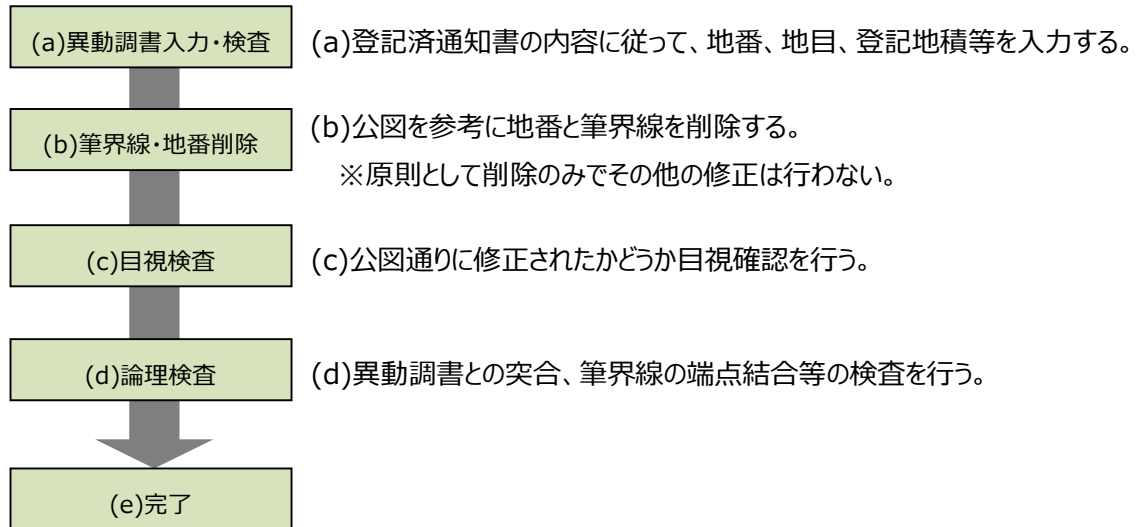 (a)異動調書入力・検査
(a)登記済通知書の内容に従って、地番、地目、登記地積等を入力する。
(b)筆界線・地番削除
(b)公図を参考に地番と筆界線を削除する。
※原則として削除のみでその他の修正は行わない。
(c)目視検査
(c)公図通りに修正されたかどうか目視確認を行う。
(d)論理検査
(d)異動調書との突合、筆界線の端点結合等の検査を行う。
(e)完了